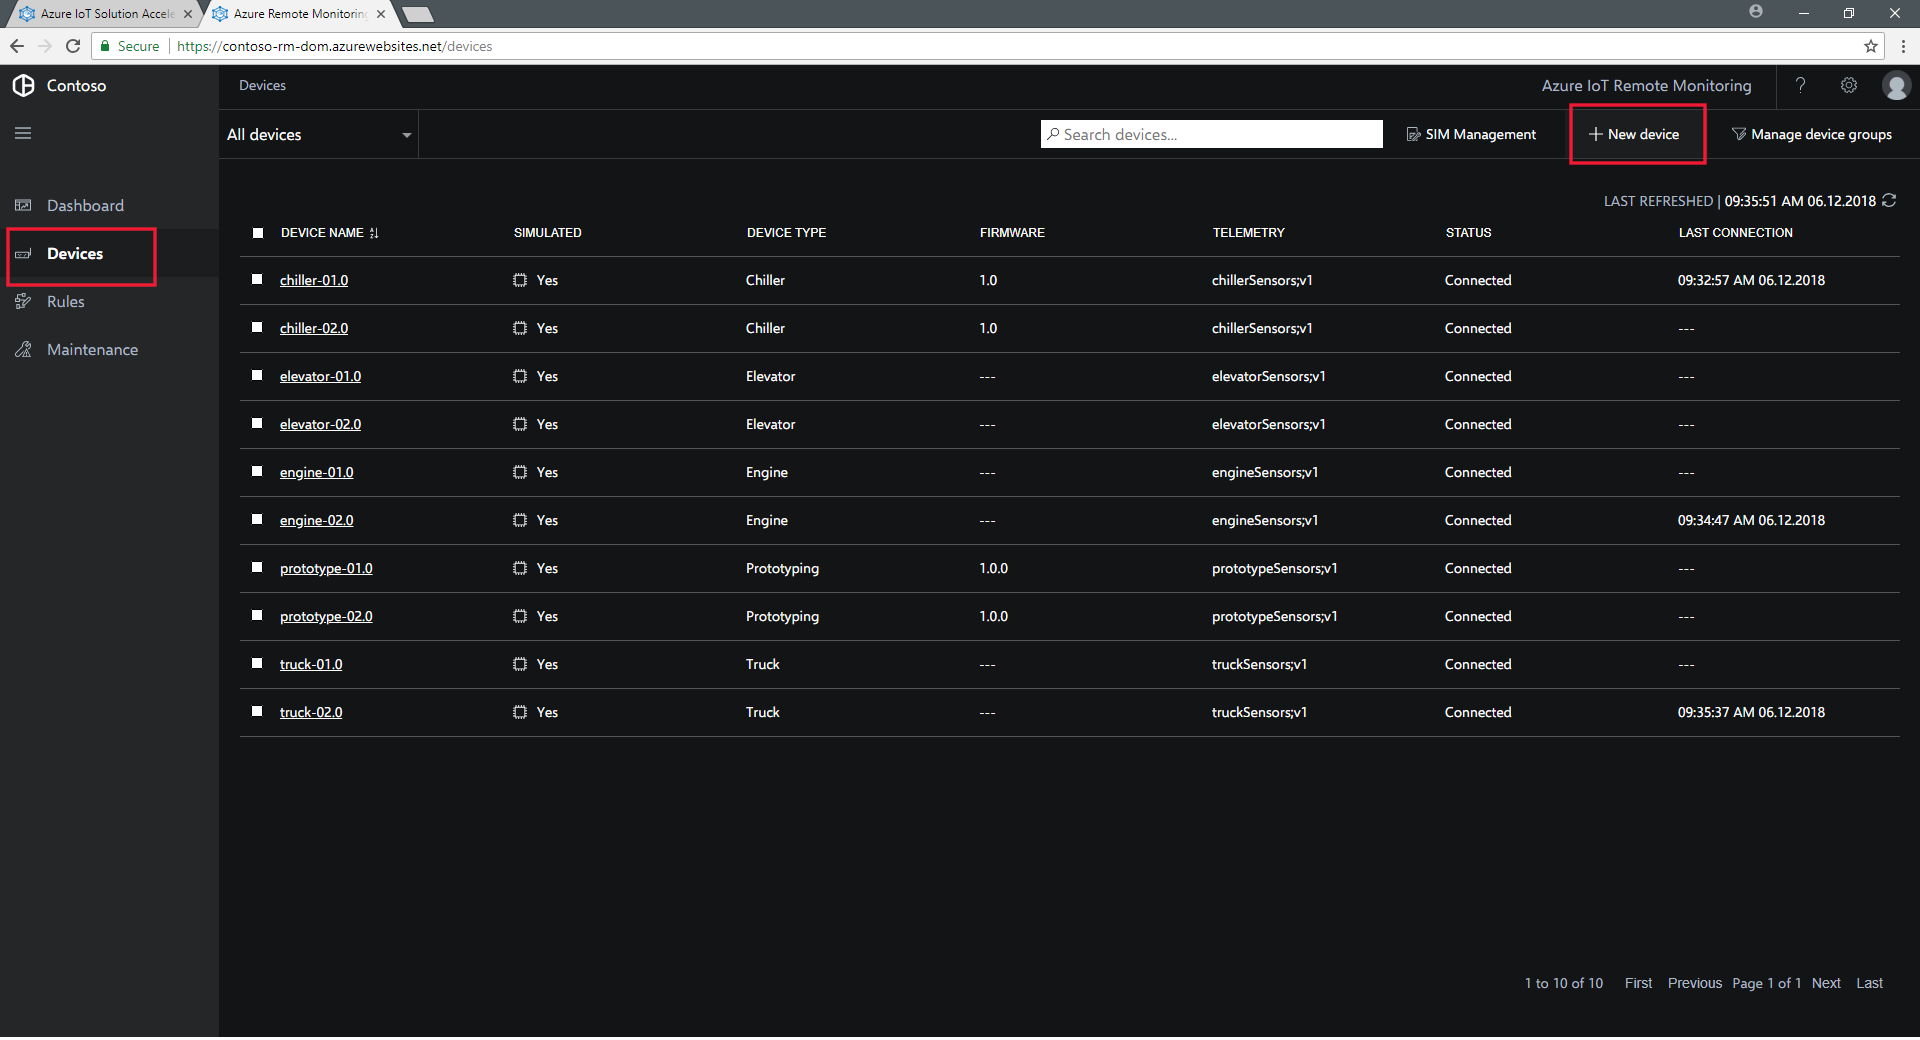 Azure IoT Solution Accele
Azure Remote Monitoring
Secure | https://contoso-rm-dom.azurewebsites.net/devices
Contoso
Devices
Azure IoT Remote Monitoring
?
All devices
Search devices...
SIM Management
New device
Manage device groups
Dashboard
Devices
Rules
Maintenance
LAST REFRESHED | 09:35:51 AM 06.12.2018
DEVICE NAME SIMULATED DEVICE TYPE FIRMWARE TELEMETRY STATUS LAST CONNECTION
chiller-01.0 Yes Chiller 1.0 chillerSensors;v1 Connected 09:32:57 AM 06.12.2018
chiller-02.0 Yes Chiller 1.0 chillerSensors;v1 Connected ---
elevator-01.0 Yes Elevator --- elevatorSensors;v1 Connected ---
elevator-02.0 Yes Elevator --- elevatorSensors;v1 Connected ---
engine-01.0 Yes Engine --- engineSensors;v1 Connected ---
engine-02.0 Yes Engine --- engineSensors;v1 Connected 09:34:47 AM 06.12.2018
prototype-01.0 Yes Prototyping 1.0.0 prototypeSensors;v1 Connected ---
prototype-02.0 Yes Prototyping 1.0.0 prototypeSensors;v1 Connected ---
truck-01.0 Yes Truck --- truckSensors;v1 Connected ---
truck-02.0 Yes Truck --- truckSensors;v1 Connected 09:35:37 AM 06.12.2018
1 to 10 of 10 First Previous Page 1 of 1 Next Last